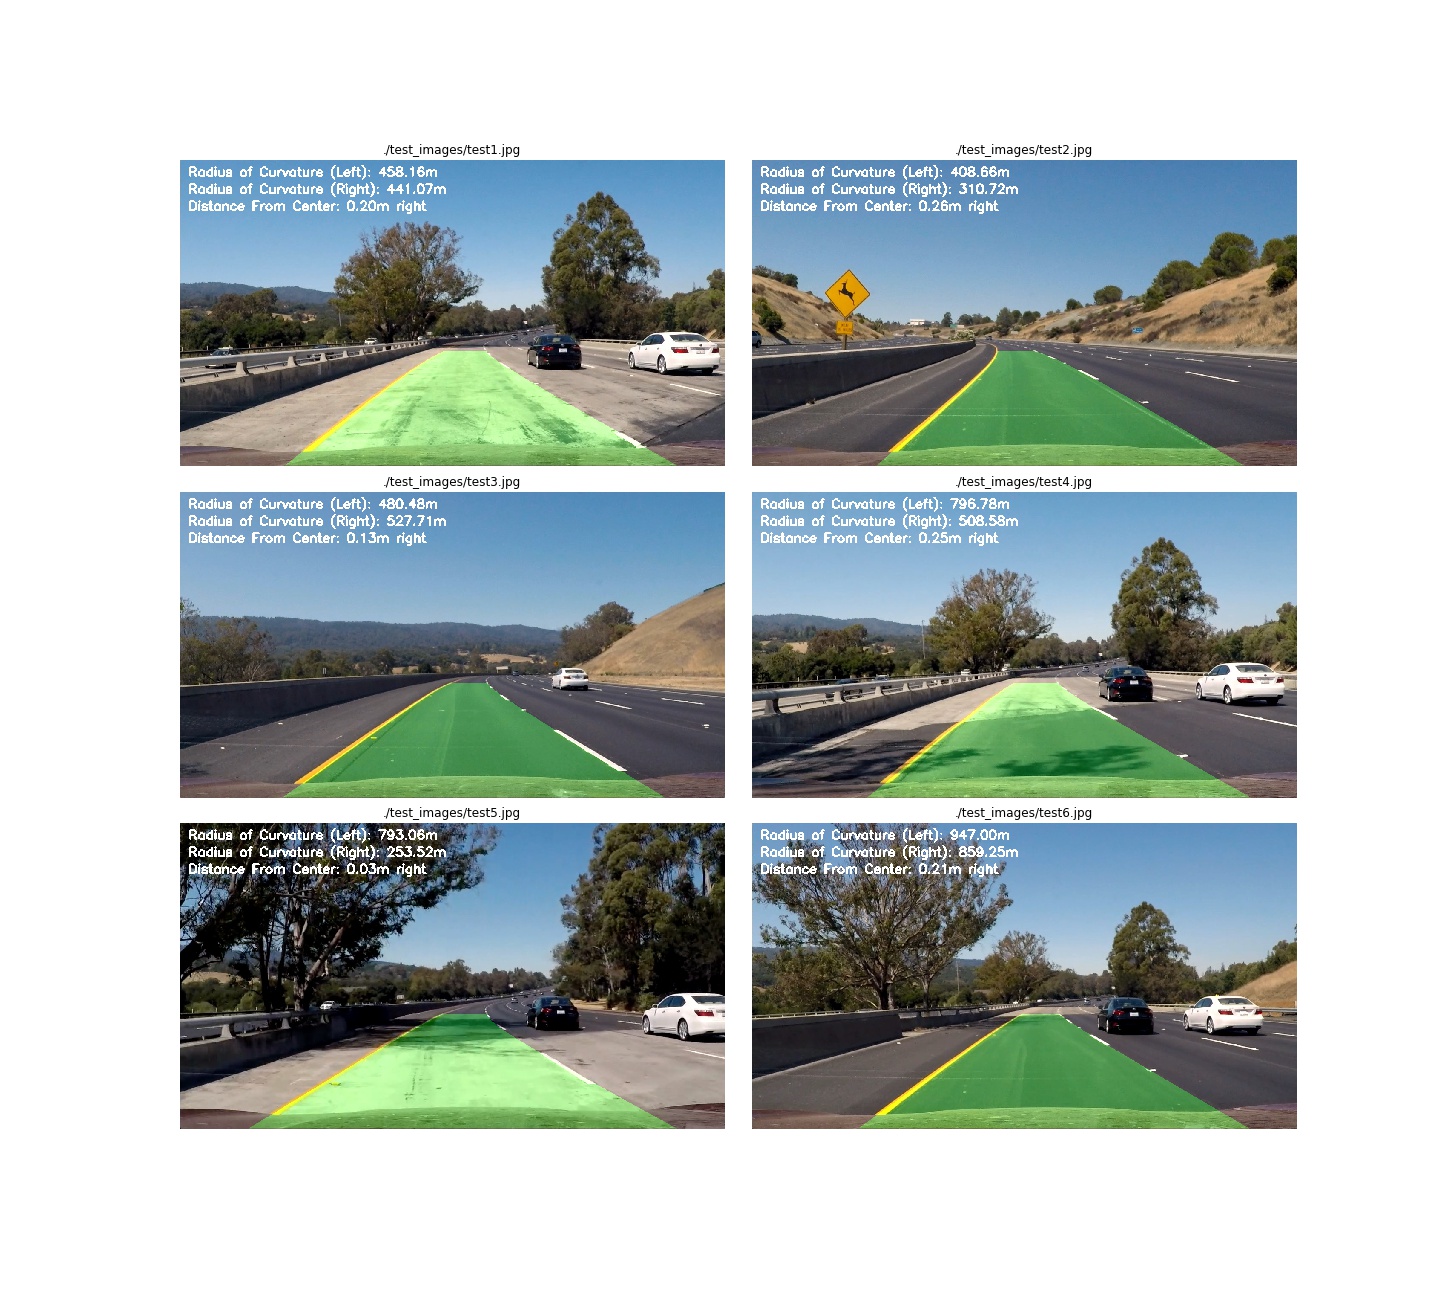 ./test_images/test1.jpg
Radius of Curvature (Left): 458.16m
Radius of Curvature (Right): 441.07m
Distance From Center: 0.20m right
./test_images/test2.jpg
Radius of Curvature (Left): 408.66m
Radius of Curvature (Right): 310.72m
Distance From Center: 0.26m right
./test_images/test3.jpg
Radius of Curvature (Left): 480.48m
Radius of Curvature (Right): 527.71m
Distance From Center: 0.13m right
./test_images/test4.jpg
Radius of Curvature (Left): 796.78m
Radius of Curvature (Right): 508.58m
Distance From Center: 0.25m right
./test_images/test5.jpg
Radius of Curvature (Left): 793.06m
Radius of Curvature (Right): 253.52m
Distance From Center: 0.03m right
./test_images/test6.jpg
Radius of Curvature (Left): 947.00m
Radius of Curvature (Right): 859.25m
Distance From Center: 0.21m right